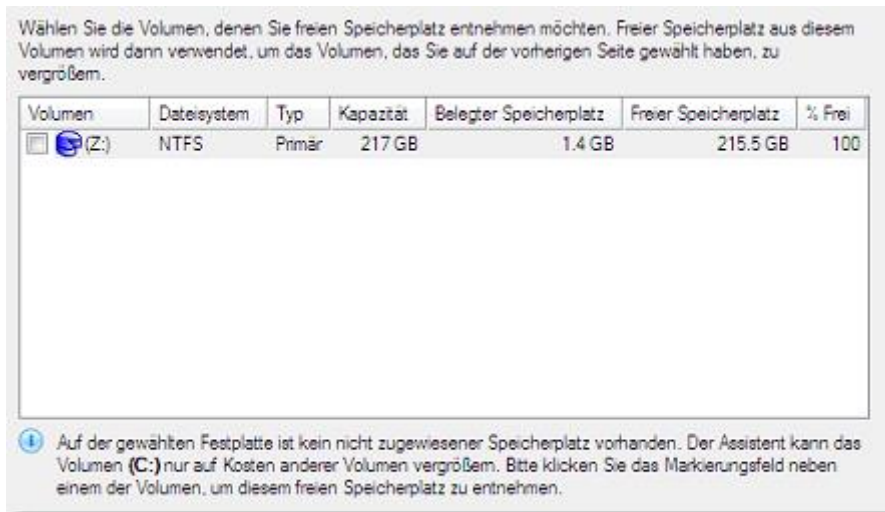 Wählen Sie die Volumen, denen Sie freien Speicherplatz entnehmen möchten. Freier Speicherplatz aus diesem
Volumen wird dann verwendet, um das Volumen, das Sie auf der vorherigen Seite gewählt haben, zu
vergrößern.
Volumen Dateisystem Typ Kapazität Belegter Speicherplatz Freier Speicherplatz % Frei
(Z:) NTFS Primär 217 GB 1.4 GB 215.5 GB 100
Auf der gewählten Festplatte ist kein nicht zugewiesener Speicherplatz vorhanden. Der Assistent kann das
Volumen (C:) nur auf Kosten anderer Volumen vergrößern. Bitte klicken Sie das Markierungsfeld neben
einem der Volumen, um diesem freien Speicherplatz zu entnehmen.